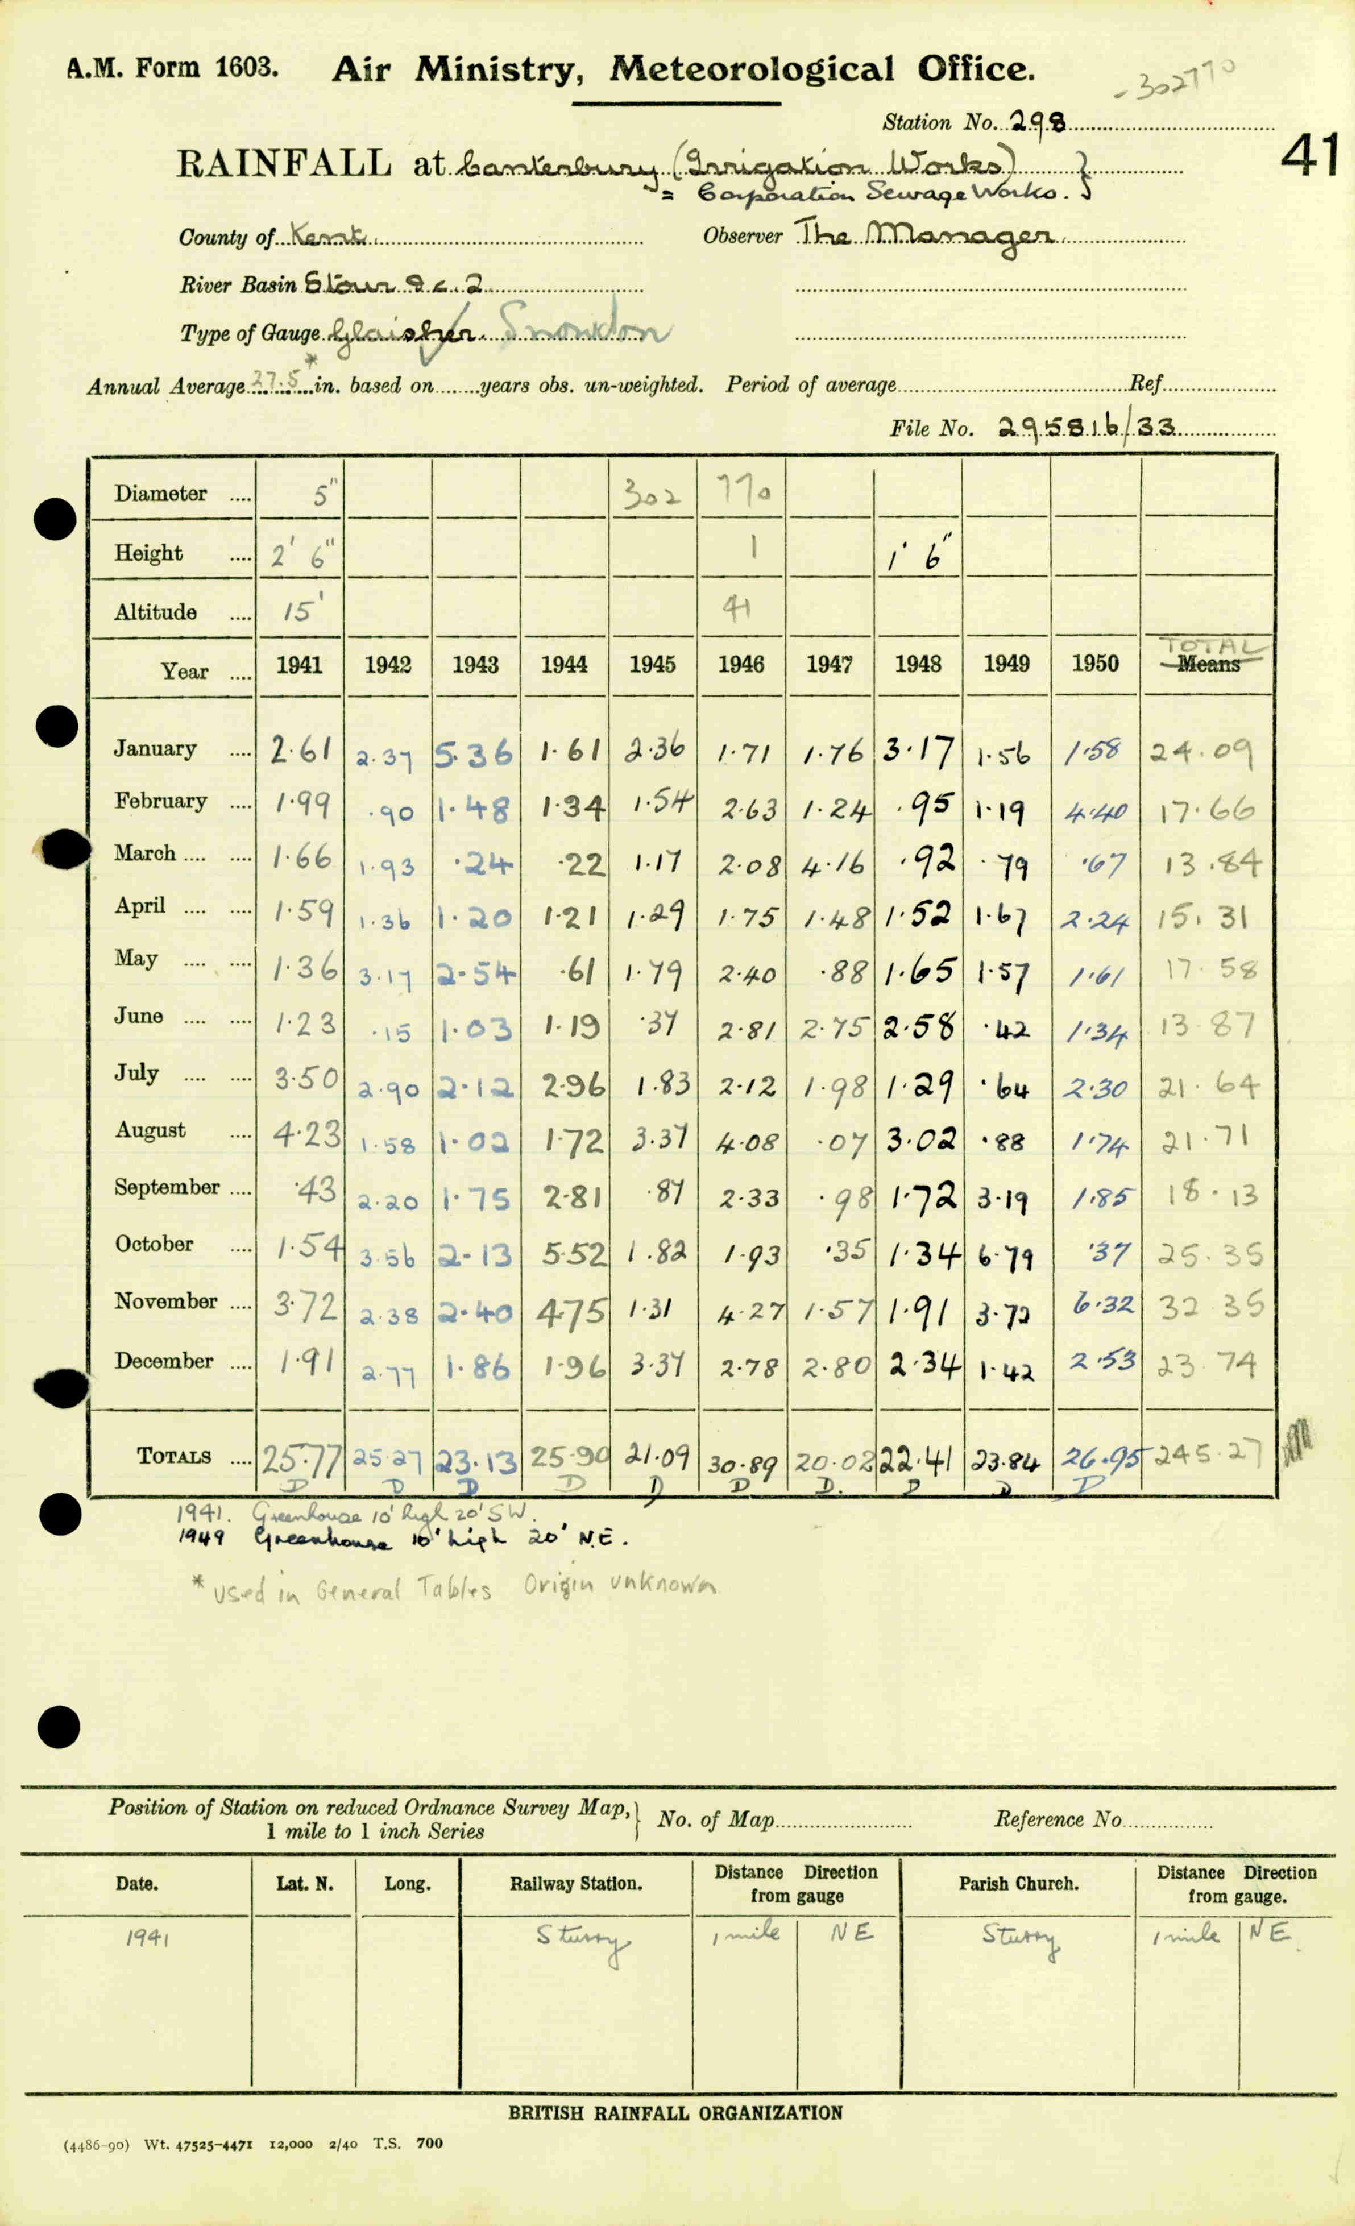 A.M. Form 1603. Air Ministry, Meteorological Office.
- 302770
Station No. 298
41
RAINFALL at Canterbury (Irrigation Works) }
= Corporation Sewage Works. }
County of Kent. Observer The Manager.
River Basin Stour &c. 2
Type of Gauge Glaisher. ✓ Snowdon
Annual Average 27.5* in. based on ........ years obs. un-weighted. Period of average ........ Ref. ........
File No. 295816/33
Diameter .... 5" 302 770
Height .... 2' 6" 1 1' 6"
Altitude .... 15' 41
TOTAL
Year .... 1941 1942 1943 1944 1945 1946 1947 1948 1949 1950 Means
January .... 2.61 2.37 5.36 1.61 2.36 1.71 1.76 3.17 1.56 1.58 24.09
February .... 1.99 .90 1.48 1.34 1.54 2.63 1.24 .95 1.19 4.40 17.66
March .... .... 1.66 1.93 .24 .22 1.17 2.08 4.16 .92 .79 .67 13.84
April .... .... 1.59 1.36 1.20 1.21 1.29 1.75 1.48 1.52 1.67 2.24 15.31
May .... .... 1.36 3.17 2.54 .61 1.79 2.40 .88 1.65 1.57 1.61 17.58
June .... .... 1.23 .15 1.03 1.19 .37 2.81 2.75 2.58 .42 1.34 13.87
July .... .... 3.50 2.90 2.12 2.96 1.83 2.12 1.98 1.29 .64 2.30 21.64
August .... 4.23 1.58 1.02 1.72 3.37 4.08 .07 3.02 .88 1.74 21.71
September .... .43 2.20 1.75 2.81 .87 2.33 .98 1.72 3.19 1.85 18.13
October .... 1.54 3.56 2.13 5.52 1.82 1.93 .35 1.34 6.79 .37 25.35
November .... 3.72 2.38 2.40 4.75 1.31 4.27 1.57 1.91 3.72 6.32 32 35
December .... 1.91 2.77 1.86 1.96 3.37 2.78 2.80 2.34 1.42 2.53 23.74
TOTALS .... 25.77 25.27 23.13 25.90 21.09 30.89 20.02 22.41 23.84 26.95 245.27
D D D D D D D. D D D
1941. Greenhouse 10' high 20' SW.
1949 Greenhouse 10' high 20' N.E.
* used in General Tables Origin unknown
Position of Station on reduced Ordnance Survey Map, } No. of Map ........ Reference No. ........
1 mile to 1 inch Series
Date. Lat. N. Long. Railway Station. Distance Direction from gauge Parish Church. Distance Direction from gauge.
1941 Sturry 1 mile NE Sturry 1 mile NE.
BRITISH RAINFALL ORGANIZATION
(4486-90) Wt. 47525-4471 12,000 2/40 T.S. 700